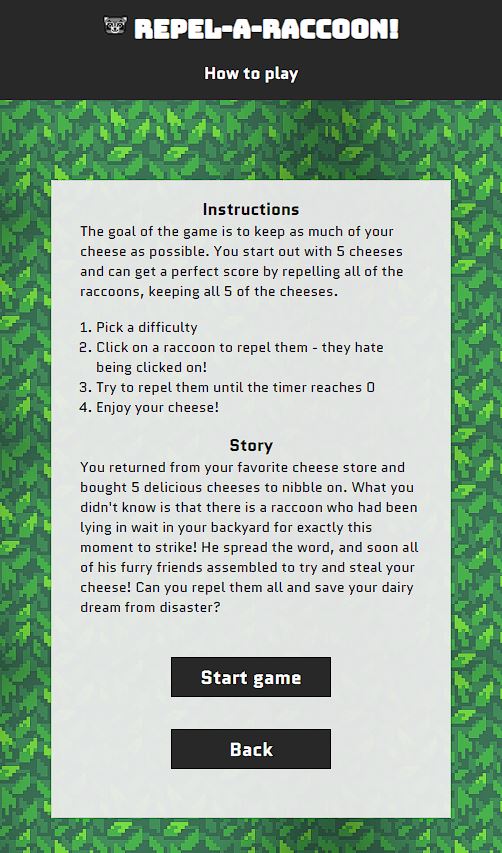 REPEL-A-RACCOON!
How to play
Instructions
The goal of the game is to keep as much of your
cheese as possible. You start out with 5 cheeses
and can get a perfect score by repelling all of the
raccoons, keeping all 5 of the cheeses.
1. Pick a difficulty
2. Click on a raccoon to repel them - they hate
being clicked on!
3. Try to repel them until the timer reaches 0
4. Enjoy your cheese!
Story
You returned from your favorite cheese store and
bought 5 delicious cheeses to nibble on. What you
didn't know is that there is a raccoon who had been
lying in wait in your backyard for exactly this
moment to strike! He spread the word, and soon all
of his furry friends assembled to try and steal your
cheese! Can you repel them all and save your dairy
dream from disaster?
Start game
Back